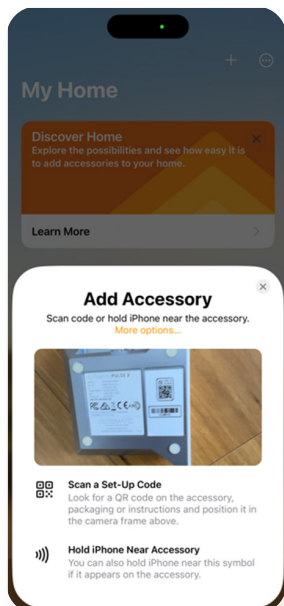 My Home
Discover Home
Explore the possibilities and see how easy it is
to add accessories to your home.
Learn More
Add Accessory
Scan code or hold iPhone near the accessory.
More options...
Scan a Set-Up Code
Look for a QR code on the accessory,
packaging or instructions and position it in
the camera frame above.
Hold iPhone Near Accessory
You can also hold iPhone near this symbol
if it appears on the accessory.